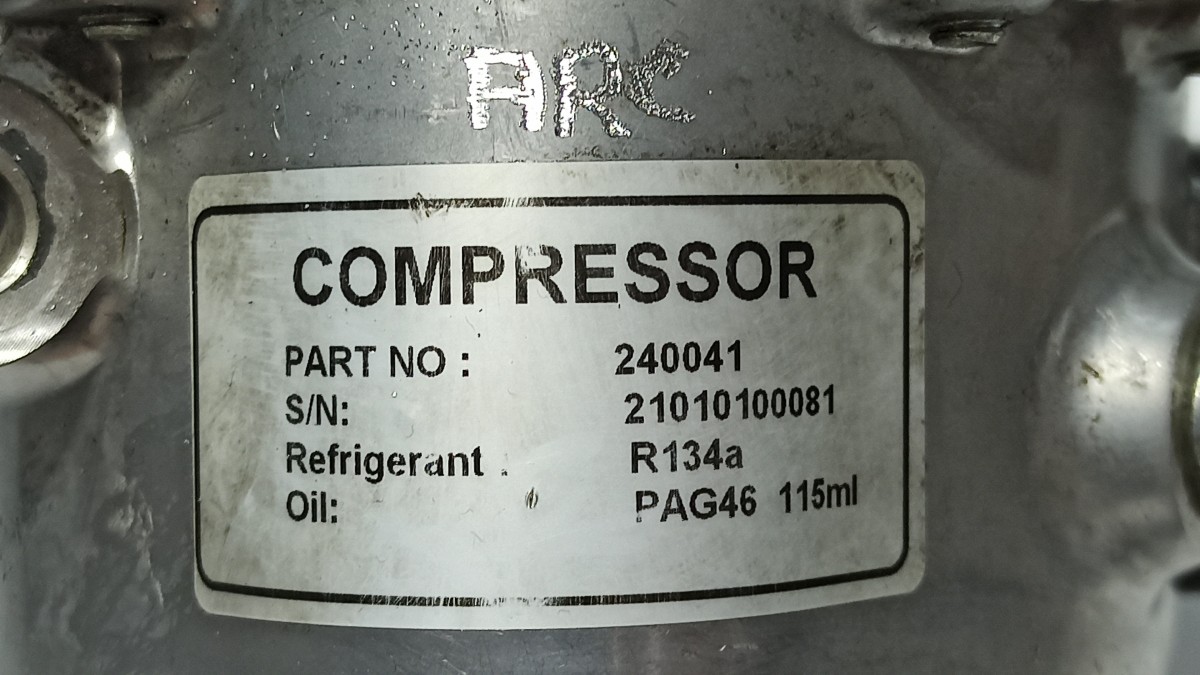 ARC
COMPRESSOR
PART NO : 240041
S/N: 21010100081
Refrigerant : R134a
Oil: PAG46 115ml